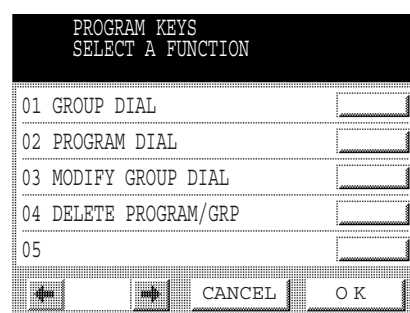 PROGRAM KEYS
SELECT A FUNCTION
01 GROUP DIAL
02 PROGRAM DIAL
03 MODIFY GROUP DIAL
04 DELETE PROGRAM/GRP
05
CANCEL OK